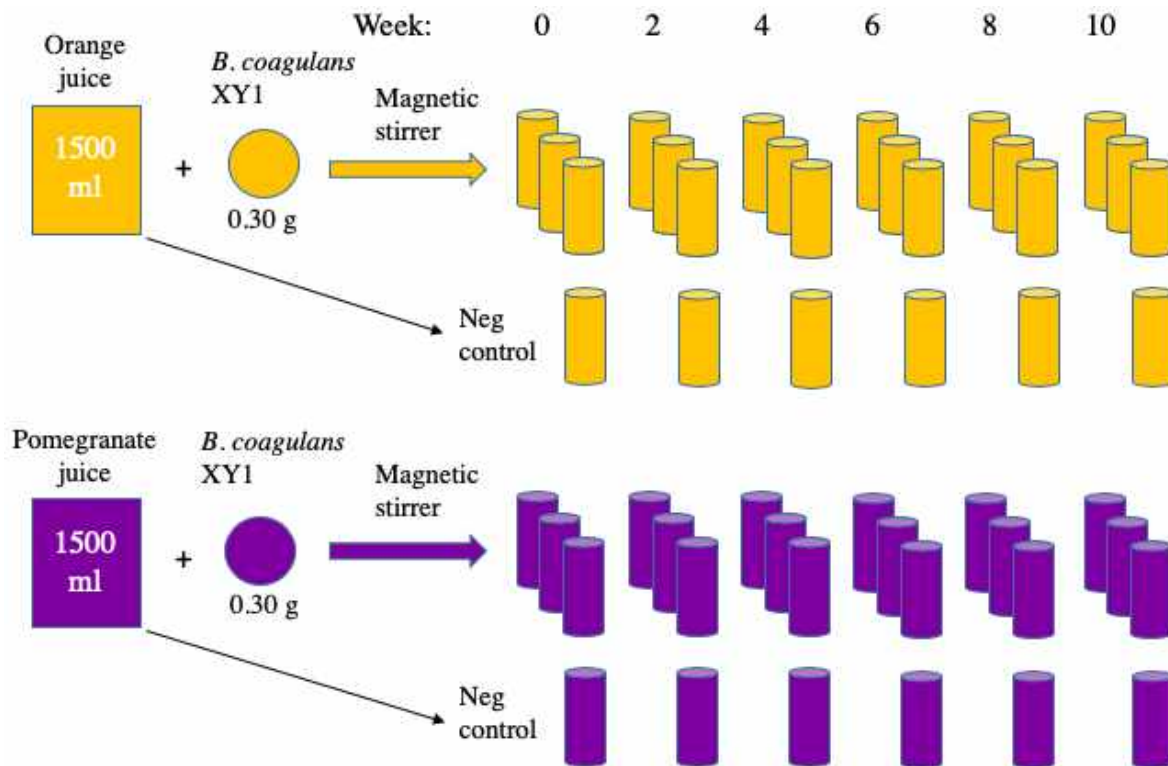 Week: 0 2 4 6 8 10
Orange
juice
B. coagulans
XY1
Magnetic
stirrer
1500
ml
+
0.30 g
Neg
control
Pomegranate
juice
B. coagulans
XY1
Magnetic
stirrer
1500
ml
+
0.30 g
Neg
control